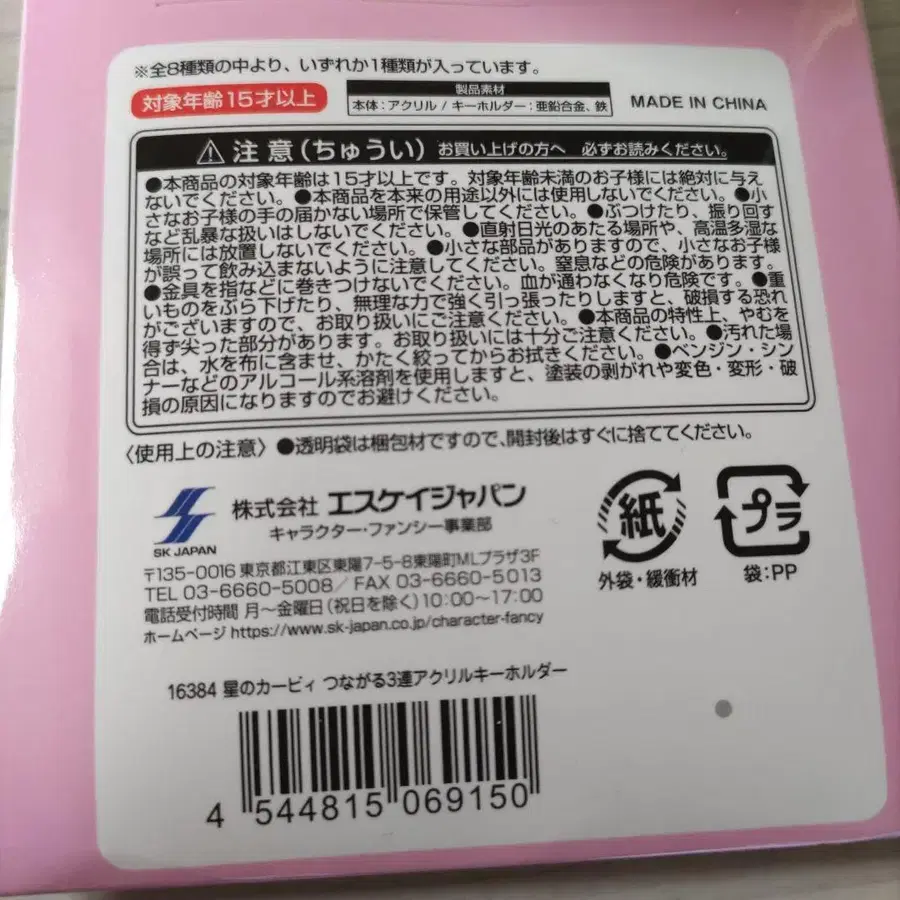 ※全8種類の中より、いずれか1種類が入っています。
対象年齢15才以上
製品素材
本体：アクリル / キーホルダー：亜鉛合金、鉄
MADE IN CHINA
注意(ちゅうい) お買い上げの方へ 必ずお読みください。
●本商品の対象年齢は15才以上です。対象年齢未満のお子様には絶対に与え
ないでください。●本商品を本来の用途以外には使用しないでください。●小
さなお子様の手の届かない場所で保管してください。●ぶつけたり、振り回す
など乱暴な扱いはしないでください。●直射日光のあたる場所や、高温多湿な
場所には放置しないでください。●小さな部品がありますので、小さなお子様
が誤って飲み込まないように注意してください。窒息などの危険があります。
●金具を指などに巻きつけないでください。血が通わなくなり危険です。●重
いものをぶら下げたり、無理な力で強く引っ張ったりしますと、破損する恐れ
がございますので、お取り扱いにご注意ください。●本商品の特性上、やむを
得ず尖った部分があります。お取り扱いには十分ご注意ください。●汚れた場
合は、水を布に含ませ、かたく絞ってからお拭きください。●ベンジン・シン
ナーなどのアルコール系溶剤を使用しますと、塗装の剥がれや変色・変形・破
損の原因になりますのでお避けください。
〈使用上の注意〉●透明袋は梱包材ですので、開封後はすぐに捨ててください。
SK JAPAN
株式会社 エスケイジャパン
キャラクター・ファンシー事業部
〒135-0016 東京都江東区東陽7-5-8東陽町MLプラザ3F
TEL 03-6660-5008／FAX 03-6660-5013
電話受付時間 月～金曜日(祝日を除く)10:00～17:00
ホームページ https://www.sk-japan.co.jp/character-fancy
紙
外袋・緩衝材
プラ
袋：PP
16384 星のカービィ つながる3連アクリルキーホルダー
4 544815 069150